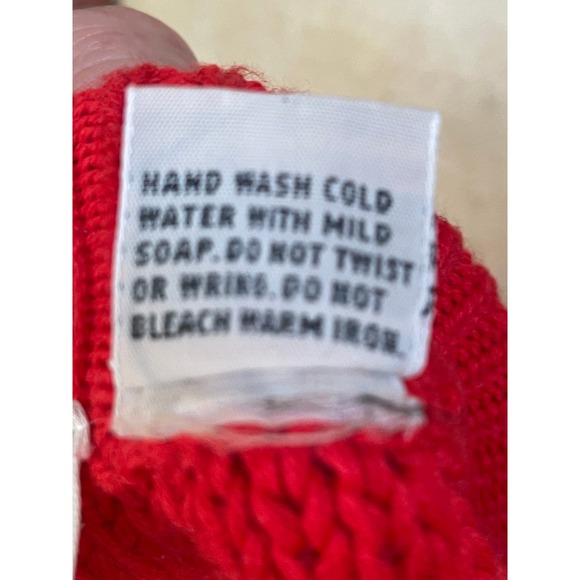 HAND WASH COLD
WATER WITH MILD
SOAP. DO NOT TWIST
OR WRING. DO NOT
BLEACH WARM IRON.